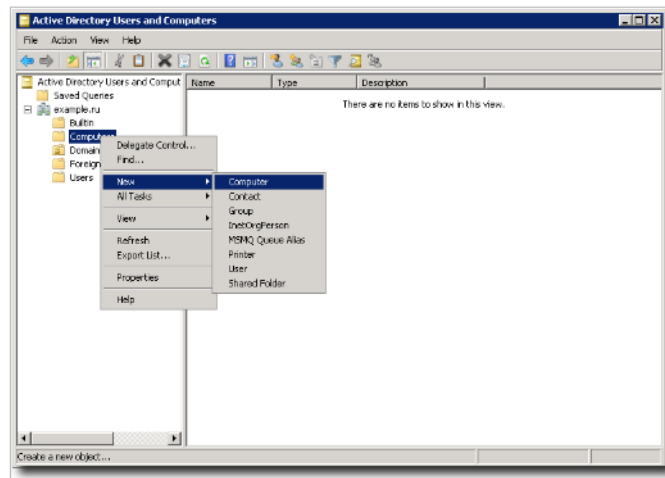 Active Directory Users and Computers
File Action View Help
Active Directory Users and Comput
Name Type Description
Saved Queries
There are no items to show in this view.
example.ru
Builtin
Computers
Domain
Foreign
Users
Delegate Control...
Find...
New
All Tasks
View
Refresh
Export List...
Properties
Help
Computer
Contact
Group
InetOrgPerson
MSMQ Queue Alias
Printer
User
Shared Folder
Create a new object...